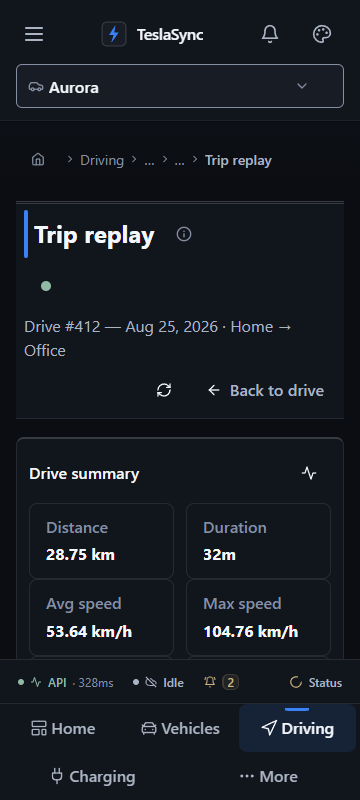 TeslaSync
Aurora
Driving › ... › ... › Trip replay
Trip replay
Drive #412 — Aug 25, 2026 · Home →
Office
← Back to drive
Drive summary
Distance Duration
28.75 km 32m
Avg speed Max speed
53.64 km/h 104.76 km/h
API · 328ms Idle 2 Status
Home Vehicles Driving
Charging ··· More